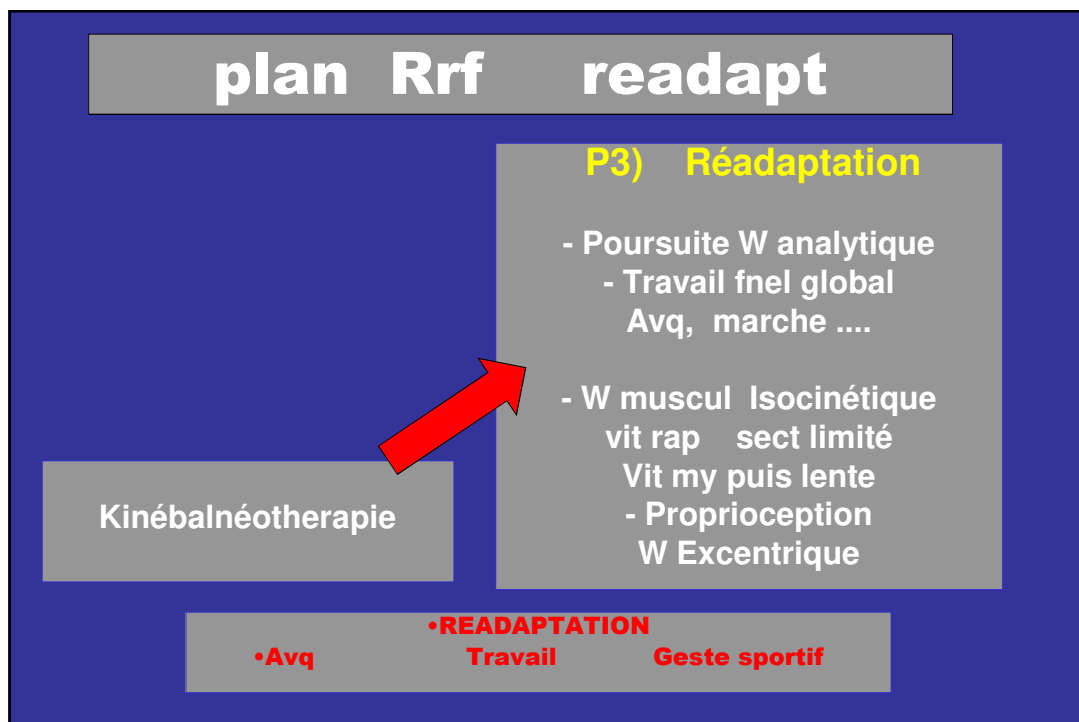 plan Rrf readapt
P3) Réadaptation
- Poursuite W analytique
- Travail fnel global
Avq, marche ....
- W muscul Isocinétique
vit rap sect limité
Vit my puis lente
- Proprioception
W Excentrique
Kinébalnéotherapie
•READAPTATION
•Avq Travail Geste sportif